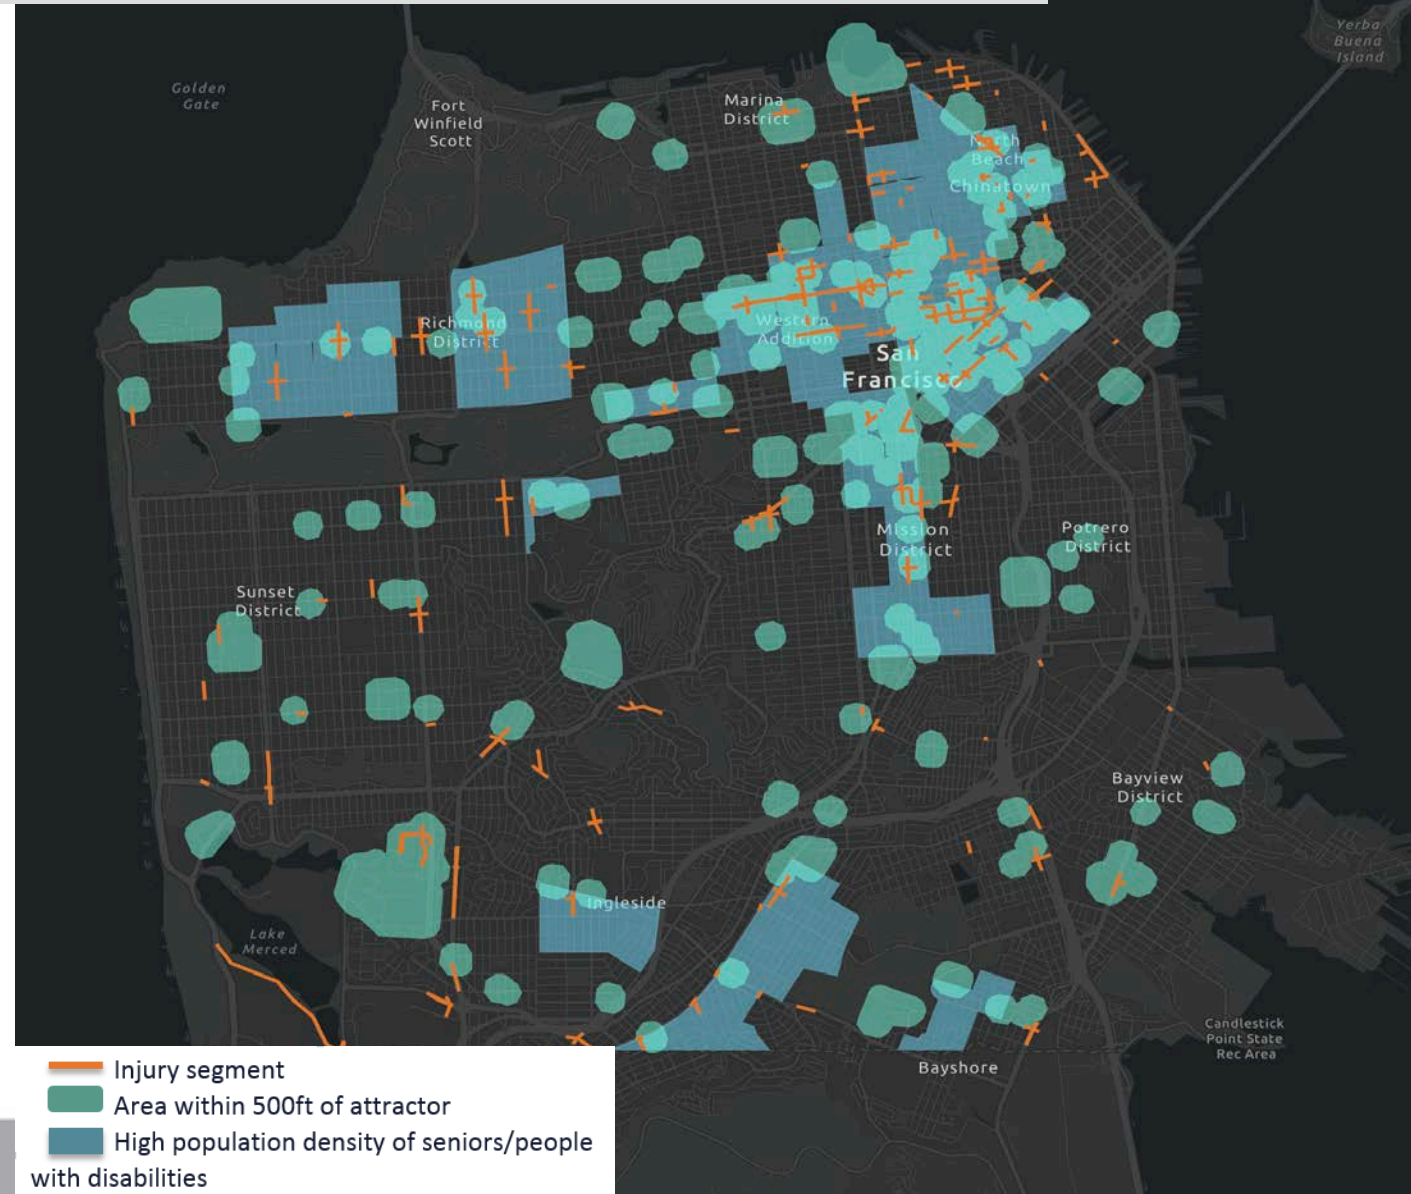 Yerba
Buena
Island
Golden
Gate
Fort
Winfield
Scott
Marina
District
North
Beach
Chinatown
Richmond
District
Western
Addition
San
Francisco
Mission
District
Potrero
District
Sunset
District
Bayview
District
Ingleside
Lake
Merced
Candlestick
Point State
Rec Area
Bayshore
Injury segment
Area within 500ft of attractor
High population density of seniors/people
with disabilities